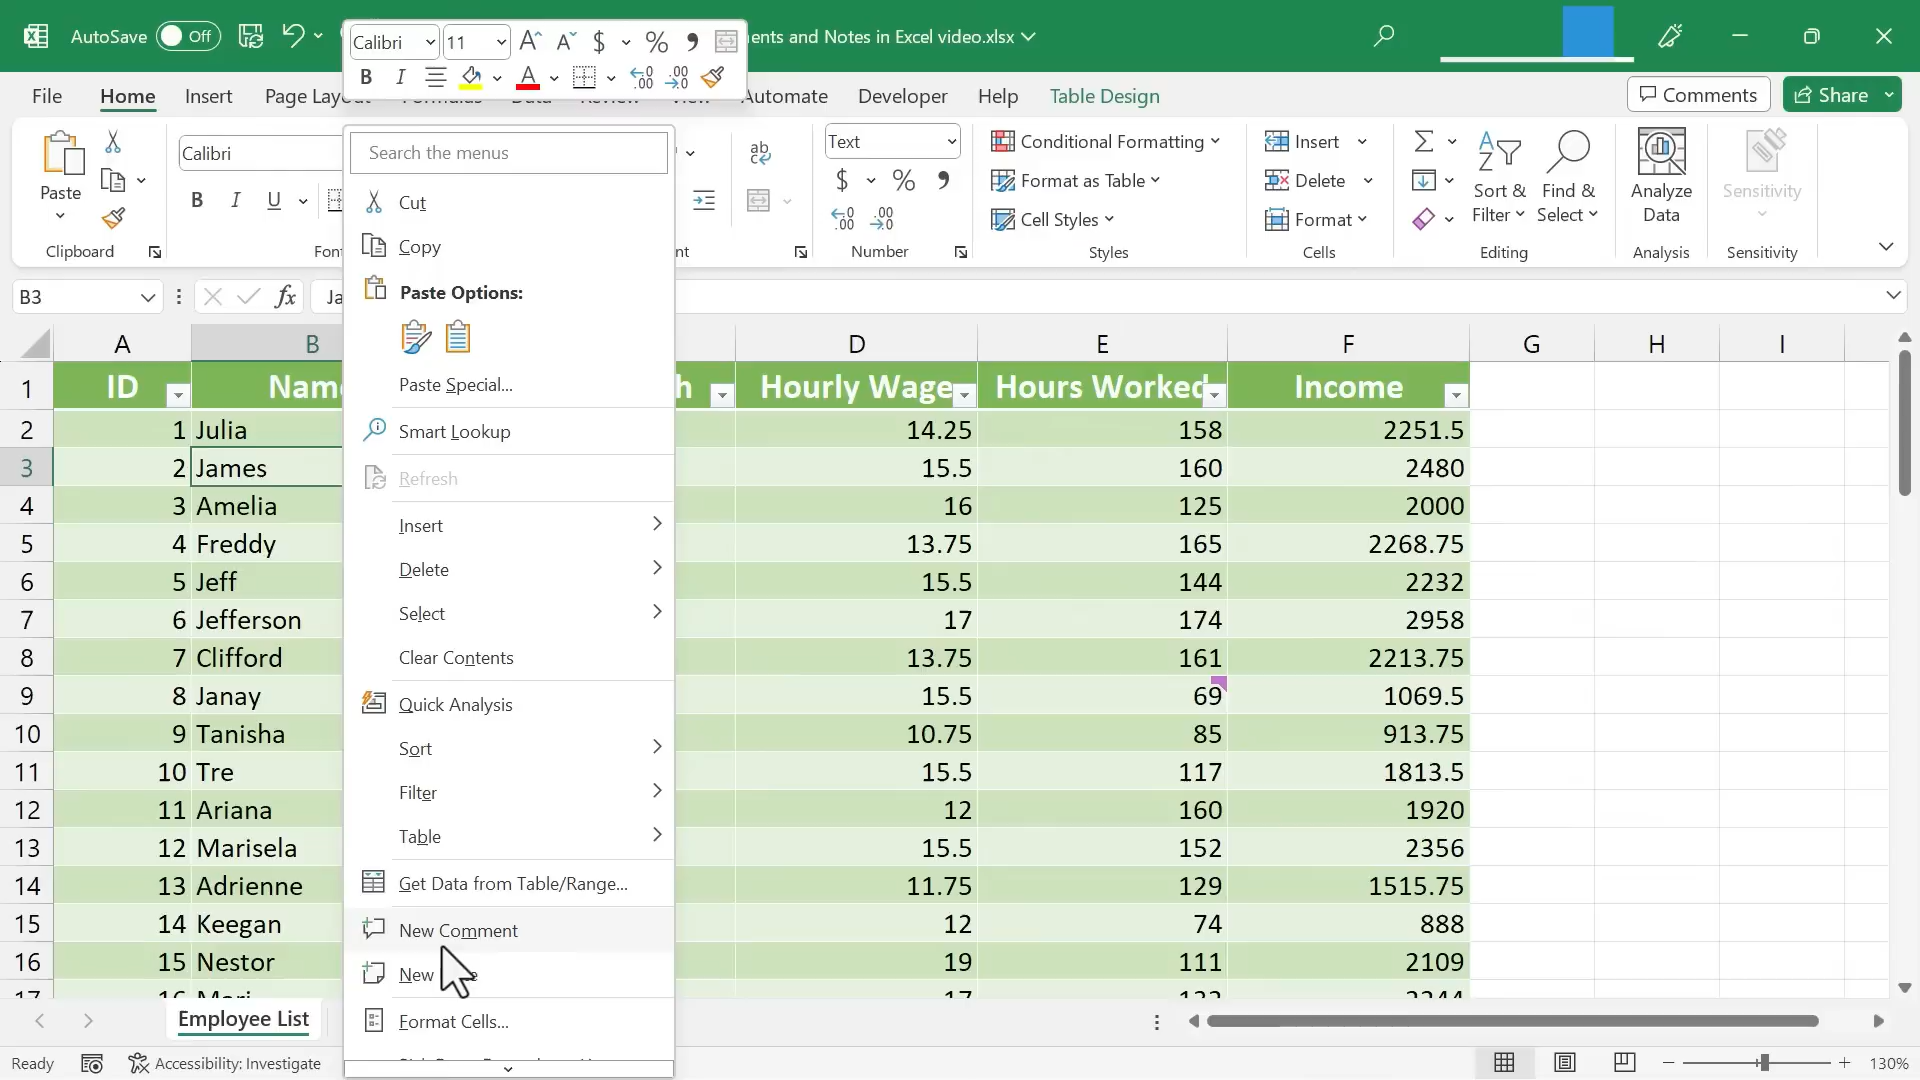 AutoSave Off
Calibri 11
ents and Notes in Excel video.xlsx
$ % ,
B I A
File Home Insert Page Layout Formulas Data Review View Automate Developer Help Table Design
Comments Share
Paste
Clipboard
Calibri
B I U
Fon
nt
Text
$ % ,
Number
Conditional Formatting
Format as Table
Cell Styles
Styles
Insert
Delete
Format
Cells
Sort & Filter
Find & Select
Editing
Analyze Data
Analysis
Sensitivity
Sensitivity
B3 fx Ja
Search the menus
Cut
Copy
Paste Options:
Paste Special...
Smart Lookup
Refresh
Insert
Delete
Select
Clear Contents
Quick Analysis
Sort
Filter
Table
Get Data from Table/Range...
New Comment
New
Format Cells...
A B D E F G H I
1 ID Name h Hourly Wage Hours Worked Income
2 1 Julia 14.25 158 2251.5
3 2 James 15.5 160 2480
4 3 Amelia 16 125 2000
5 4 Freddy 13.75 165 2268.75
6 5 Jeff 15.5 144 2232
7 6 Jefferson 17 174 2958
8 7 Clifford 13.75 161 2213.75
9 8 Janay 15.5 69 1069.5
10 9 Tanisha 10.75 85 913.75
11 10 Tre 15.5 117 1813.5
12 11 Ariana 12 160 1920
13 12 Marisela 15.5 152 2356
14 13 Adrienne 11.75 129 1515.75
15 14 Keegan 12 74 888
16 15 Nestor 19 111 2109
Employee List
Ready Accessibility: Investigate 130%